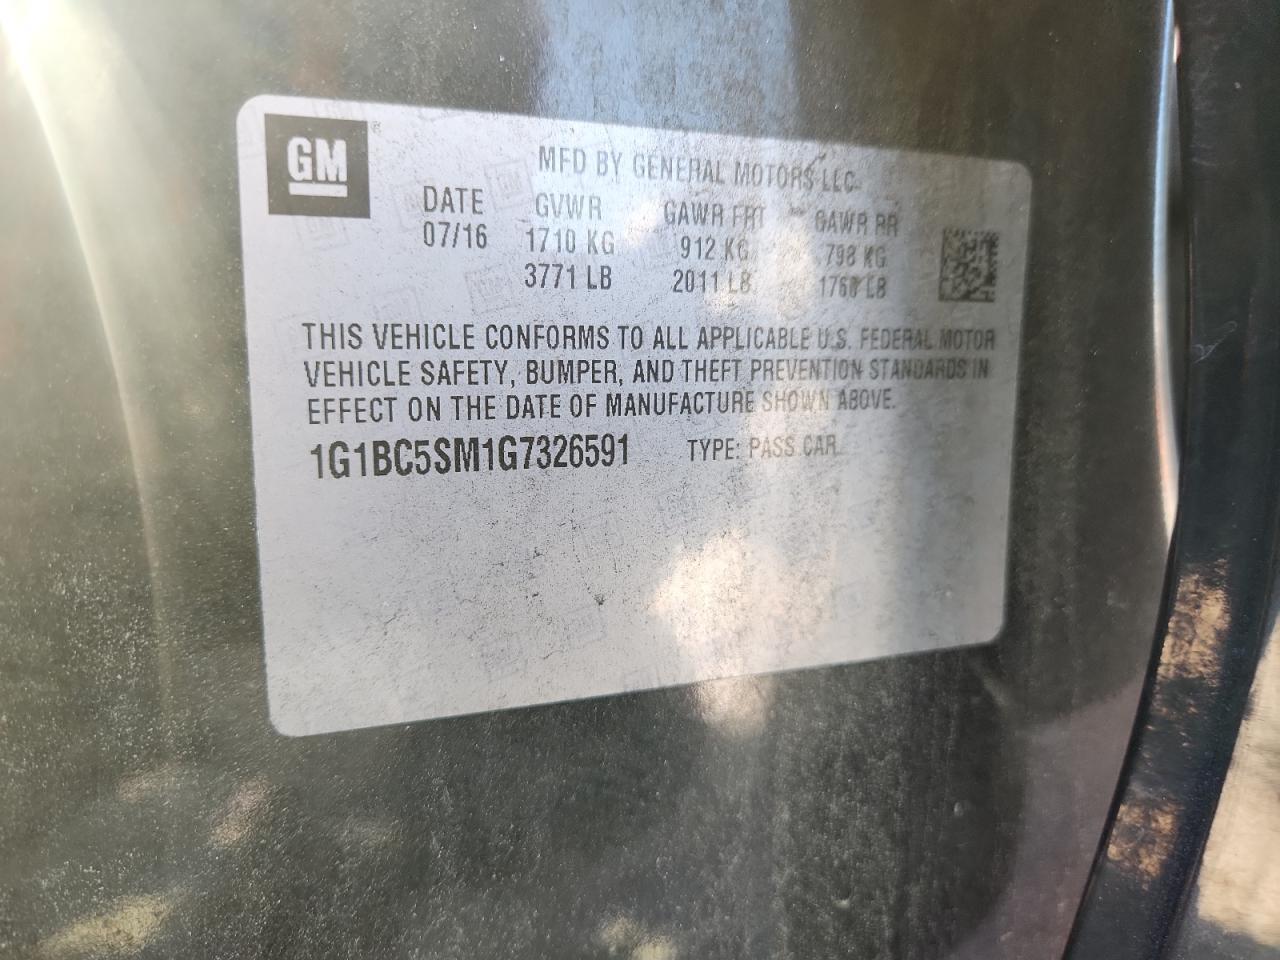 GM
MFD BY GENERAL MOTORS LLC
DATE GVWR GAWR FRT GAWR RR
07/16 1710 KG 912 KG 798 KG
3771 LB 2011 LB 1760 LB
THIS VEHICLE CONFORMS TO ALL APPLICABLE U.S. FEDERAL MOTOR
VEHICLE SAFETY, BUMPER, AND THEFT PREVENTION STANDARDS IN
EFFECT ON THE DATE OF MANUFACTURE SHOWN ABOVE.
1G1BC5SM1G7326591 TYPE: PASS CAR